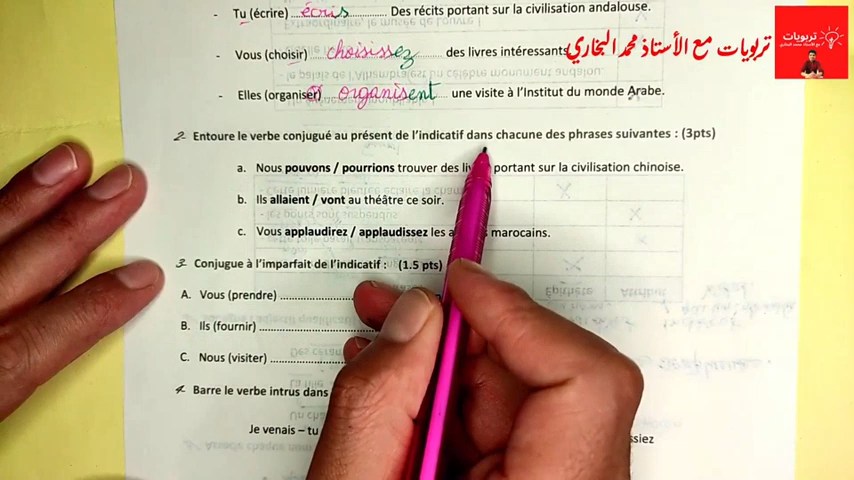 - Tu (écrire) ....écris.... Des récits portant sur la civilisation andalouse.
تربويات
تربويات مع الأستاذ محمد البخاري
- Vous (choisir) choisissez des livres intéressants
- Elles (organiser) organisent une visite à l'Institut du monde Arabe.
2 Entoure le verbe conjugué au présent de l'indicatif dans chacune des phrases suivantes : (3pts)
a. Nous pouvons / pourrions trouver des portant sur la civilisation chinoise.
b. Ils allaient / vont au théâtre ce soir.
c. Vous applaudirez / applaudissez les marocains.
3 Conjugue à l'imparfait de l'indicatif : (1.5 pts)
A. Vous (prendre) ....................
B. Ils (fournir) ....................
C. Nous (visiter) ....................
4 Barre le verbe intrus dans
Je venais – tu